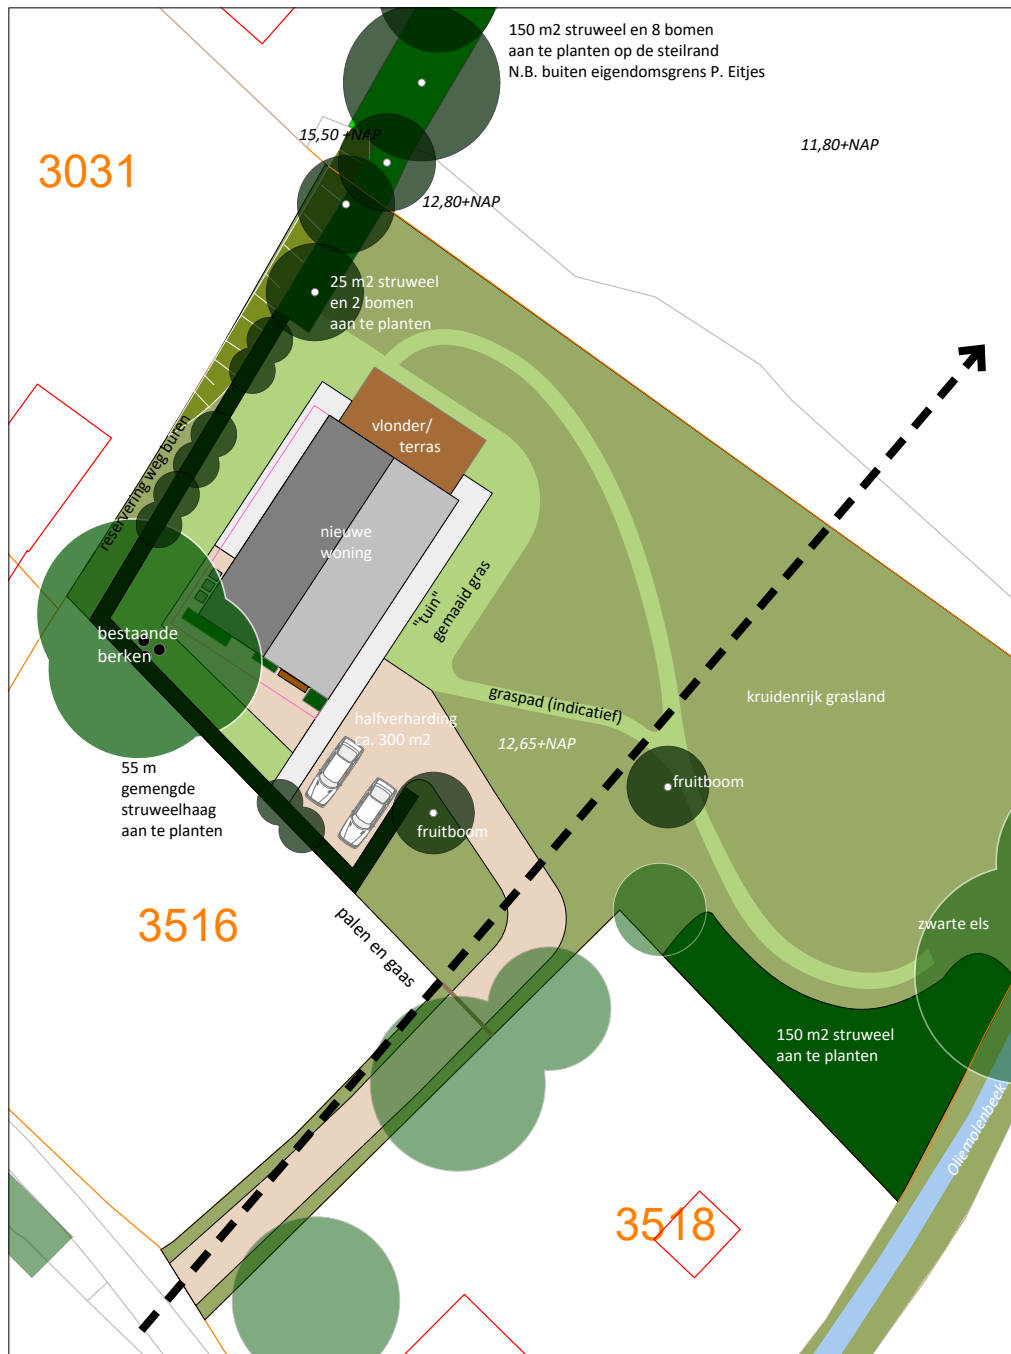 150 m2 struweel en 8 bomen
aan te planten op de steilrand
N.B. buiten eigendomsgrens P. Eitjes
15,50 +NAP
11,80+NAP
3031
12,80+NAP
25 m2 struweel
en 2 bomen
aan te planten
vlonder/
terras
reservering weg buren
nieuwe
woning
"tuin"
gemaaid gras
bestaande
berken
graspad (indicatief)
kruidenrijk grasland
halfverharding
ca. 300 m2
12,65+NAP
55 m
gemengde
struweelhaag
aan te planten
fruitboom
fruitboom
3516
palen en gaas
zwarte els
150 m2 struweel
aan te planten
Oliemolenbeek
3518